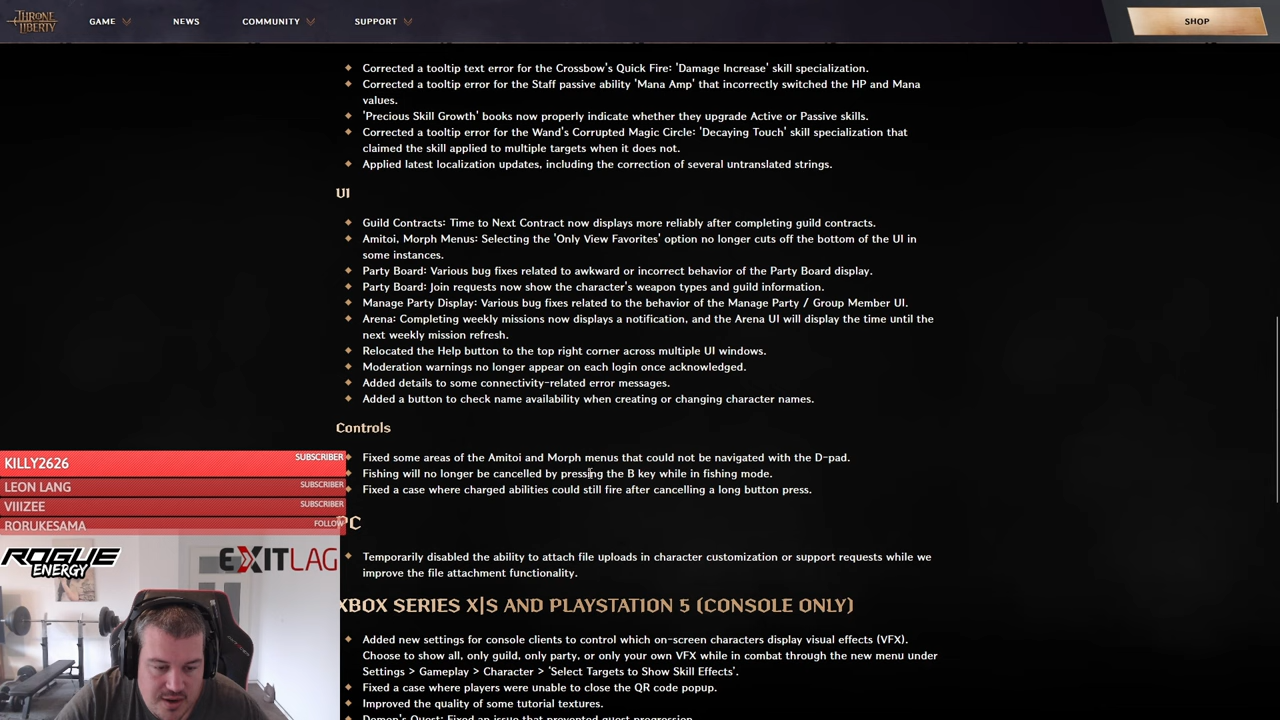 THRONE AND LIBERTY
GAME
NEWS
COMMUNITY
SUPPORT
SHOP
Corrected a tooltip text error for the Crossbow's Quick Fire: 'Damage Increase' skill specialization.
Corrected a tooltip error for the Staff passive ability 'Mana Amp' that incorrectly switched the HP and Mana
values.
'Precious Skill Growth' books now properly indicate whether they upgrade Active or Passive skills.
Corrected a tooltip error for the Wand's Corrupted Magic Circle: 'Decaying Touch' skill specialization that
claimed the skill applied to multiple targets when it does not.
Applied latest localization updates, including the correction of several untranslated strings.
UI
Guild Contracts: Time to Next Contract now displays more reliably after completing guild contracts.
Amitoi, Morph Menus: Selecting the 'Only View Favorites' option no longer cuts off the bottom of the UI in
some instances.
Party Board: Various bug fixes related to awkward or incorrect behavior of the Party Board display.
Party Board: Join requests now show the character's weapon types and guild information.
Manage Party Display: Various bug fixes related to the behavior of the Manage Party / Group Member UI.
Arena: Completing weekly missions now displays a notification, and the Arena UI will display the time until the
next weekly mission refresh.
Relocated the Help button to the top right corner across multiple UI windows.
Moderation warnings no longer appear on each login once acknowledged.
Added details to some connectivity-related error messages.
Added a button to check name availability when creating or changing character names.
Controls
Fixed some areas of the Amitoi and Morph menus that could not be navigated with the D-pad.
Fishing will no longer be cancelled by pressing the B key while in fishing mode.
Fixed a case where charged abilities could still fire after cancelling a long button press.
PC
Temporarily disabled the ability to attach file uploads in character customization or support requests while we
improve the file attachment functionality.
XBOX SERIES X|S AND PLAYSTATION 5 (CONSOLE ONLY)
Added new settings for console clients to control which on-screen characters display visual effects (VFX).
Choose to show all, only guild, only party, or only your own VFX while in combat through the new menu under
Settings > Gameplay > Character > 'Select Targets to Show Skill Effects'.
Fixed a case where players were unable to close the QR code popup.
Improved the quality of some tutorial textures.
Demon's Quest: Fixed an issue that prevented quest progression.
KILLY2626 SUBSCRIBER
LEON LANG SUBSCRIBER
VIIIZEE SUBSCRIBER
RORUKESAMA FOLLOW
ROGUE ENERGY
EXITLAG